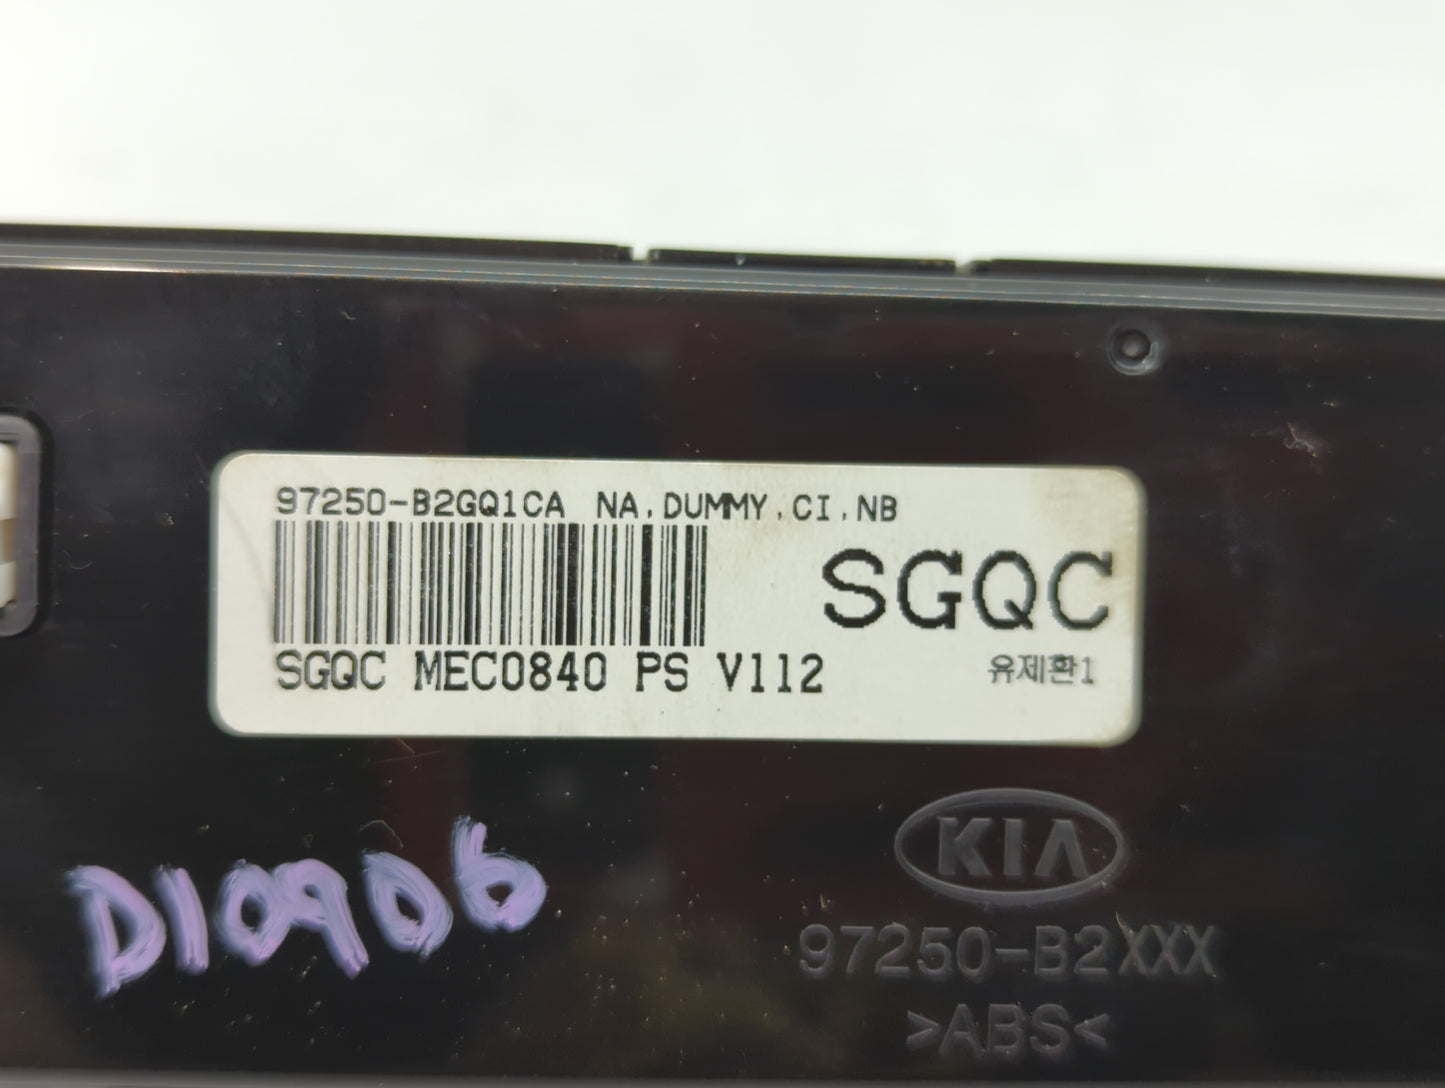 97250-B2GQ1CA NA.DUMMY.CI.NB
SGQC
SGQC MEC0840 PS V112
유제환1
KIA
D10906
97250-B2XXX
>ABS<